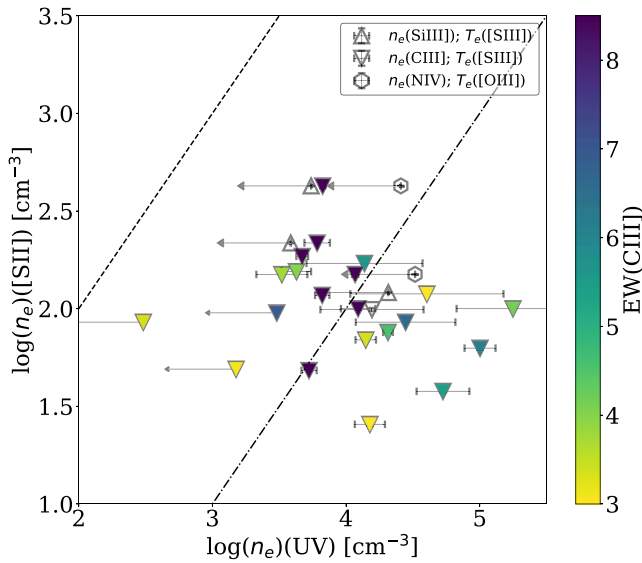 n_e(SiIII]); T_e([SIII])
n_e(CIII]; T_e([SIII])
n_e(NIV); T_e([OIII])
3.5
3.0
2.5
2.0
1.5
1.0
log(n_e)([SII]) [cm⁻³]
2 3 4 5
log(n_e)(UV) [cm⁻³]
8
7
6
5
4
3
EW(CIII])